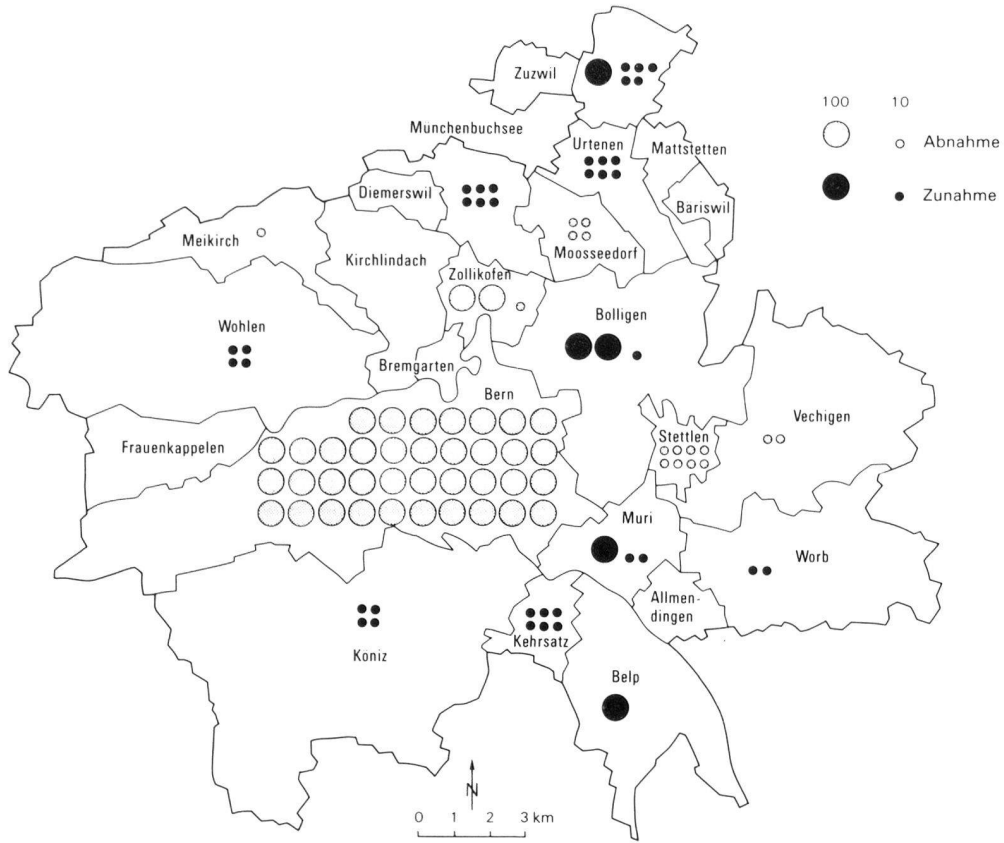 Zuzwil
100 10
Abnahme
Zunahme
Munchenbuchsee
Urtenen
Mattstetten
Diemerswil
Bariswil
Meikirch
Kirchlindach
Moosseedorf
Zollikofen
Bolligen
Wohlen
Bremgarten
Bern
Vechigen
Frauenkappelen
Stettlen
Muri
Worb
Allmen-
dingen
Kehrsatz
Koniz
Belp
N
0 1 2 3 km